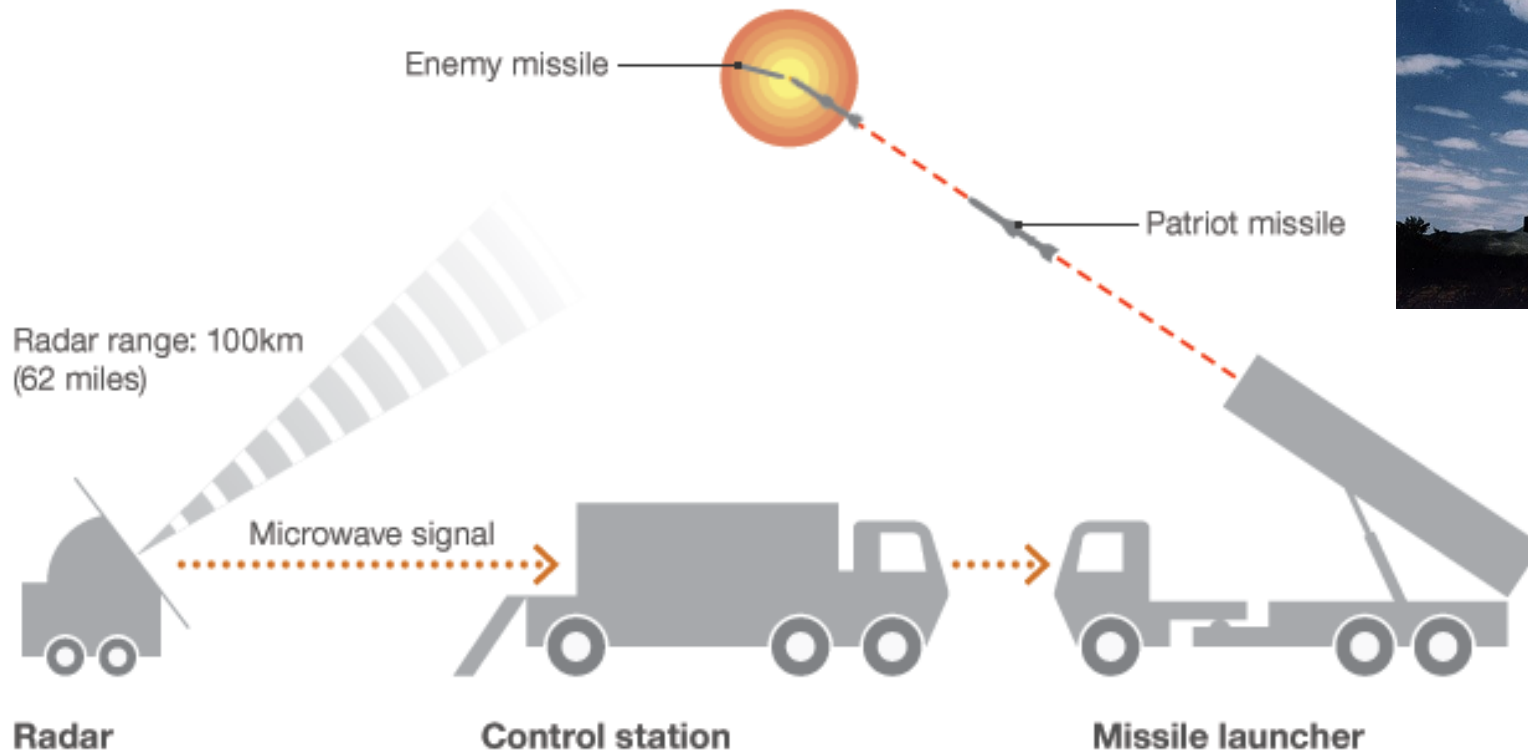 Enemy missile
Patriot missile
Radar range: 100km
(62 miles)
Microwave signal
Radar
Control station
Missile launcher